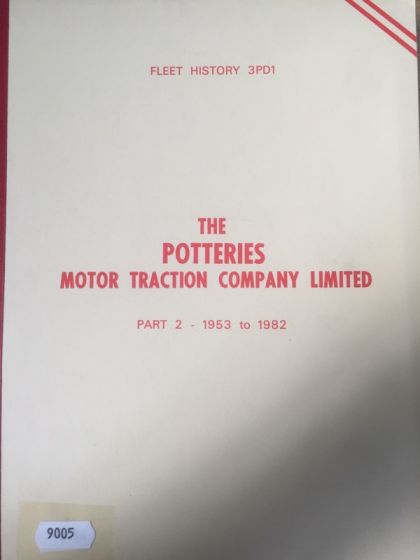 FLEET HISTORY 3PD1
THE
POTTERIES
MOTOR TRACTION COMPANY LIMITED
PART 2 - 1953 to 1982
9005